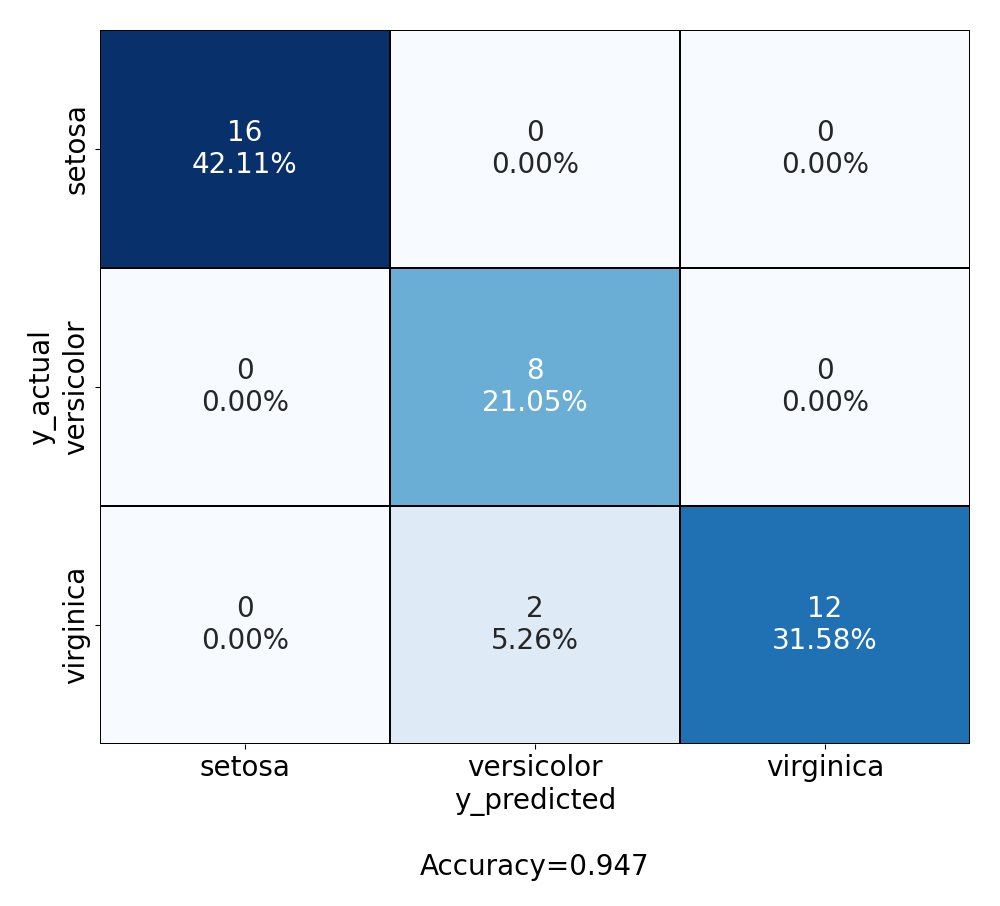 setosa
16
42.11%
0
0.00%
0
0.00%
y_actual
versicolor
0
0.00%
8
21.05%
0
0.00%
virginica
0
0.00%
2
5.26%
12
31.58%
setosa
versicolor
virginica
y_predicted
Accuracy=0.947